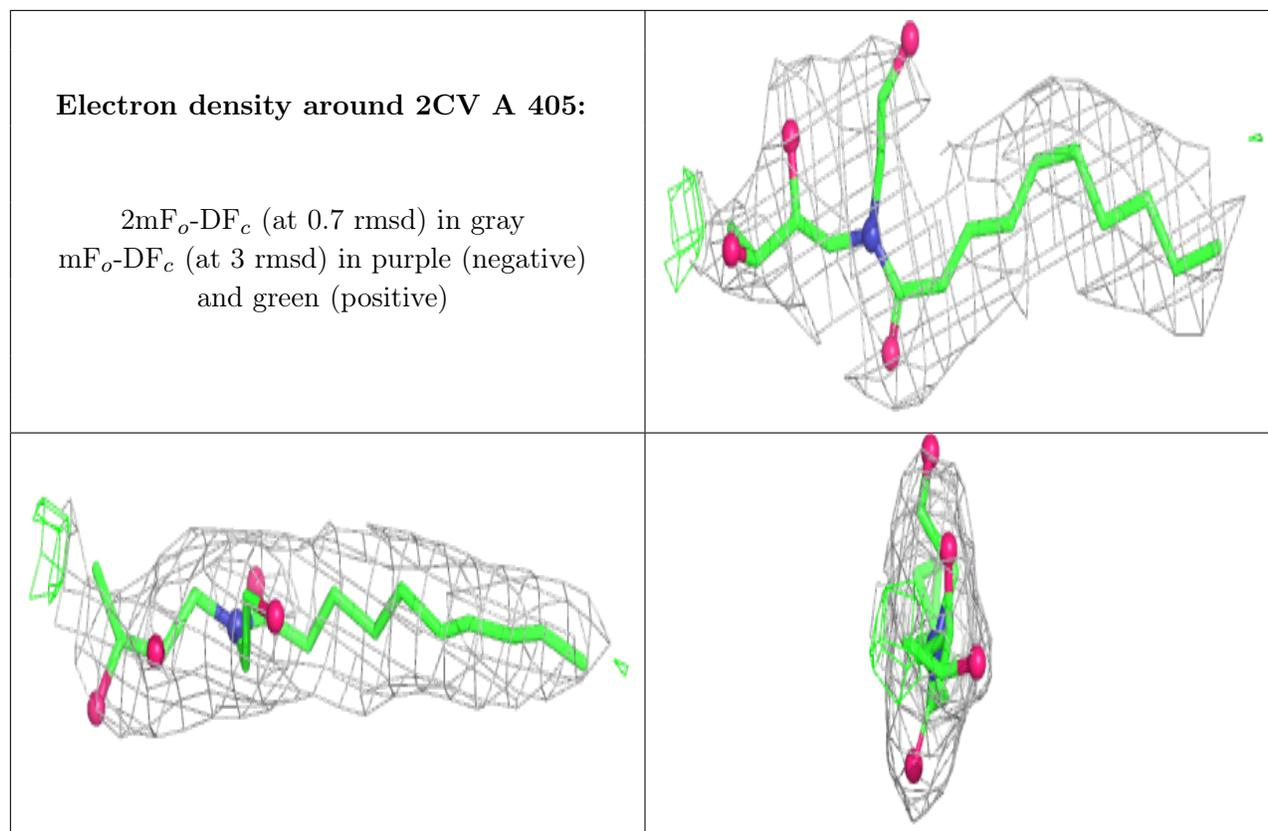 Electron density around 2CV A 405:
2mFo-DFc (at 0.7 rmsd) in gray
mFo-DFc (at 3 rmsd) in purple (negative)
and green (positive)